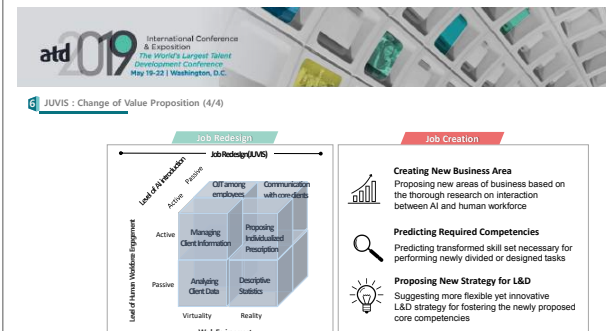 atd 2019
International Conference
& Exposition
The World's Largest Talent
Development Conference
May 19-22 | Washington, D.C.
6 JUVIS : Change of Value Proposition (4/4)
Job Redesign
Job Redesign(JUVIS)
Level of AI introduction
Passive
Active
OJT among
employees
Communication
with core clients
Level of Human Workforce Engagement
Active
Managing
Client Information
Proposing
Individualized
Prescription
Passive
Analyzing
Client Data
Descriptive
Statistics
Virtuality
Reality
Job Creation
Creating New Business Area
Proposing new areas of business based on
the thorough research on interaction
between AI and human workforce
Predicting Required Competencies
Predicting transformed skill set necessary for
performing newly divided or designed tasks
Proposing New Strategy for L&D
Suggesting more flexible yet innovative
L&D strategy for fostering the newly proposed
core competencies